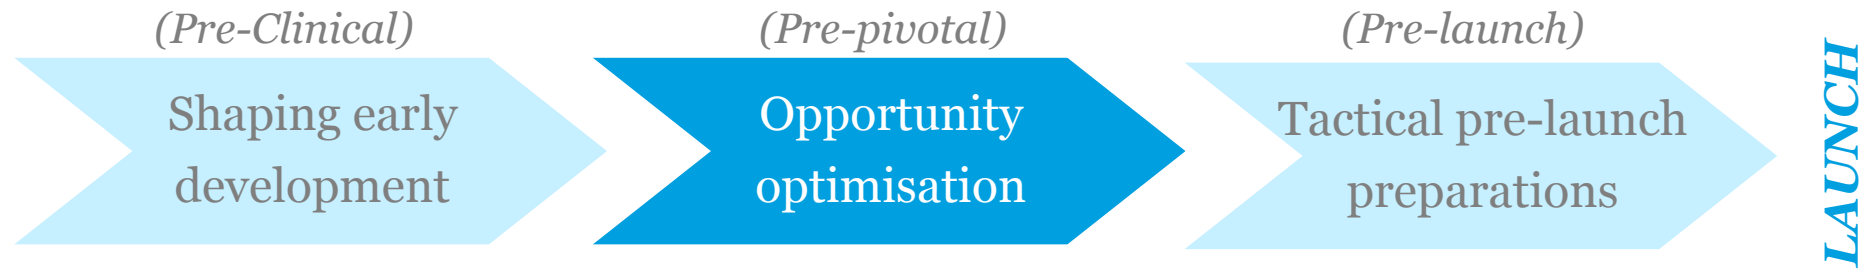 (Pre-Clinical)
Shaping early
development
(Pre-pivotal)
Opportunity
optimisation
(Pre-launch)
Tactical pre-launch
preparations
LAUNCH